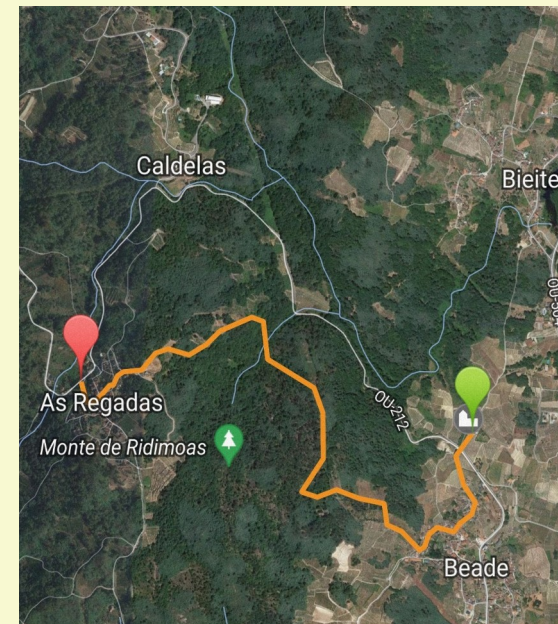 Caldelas
Bieite
As Regadas
Monte de Ridimoas
OU-212
Beade